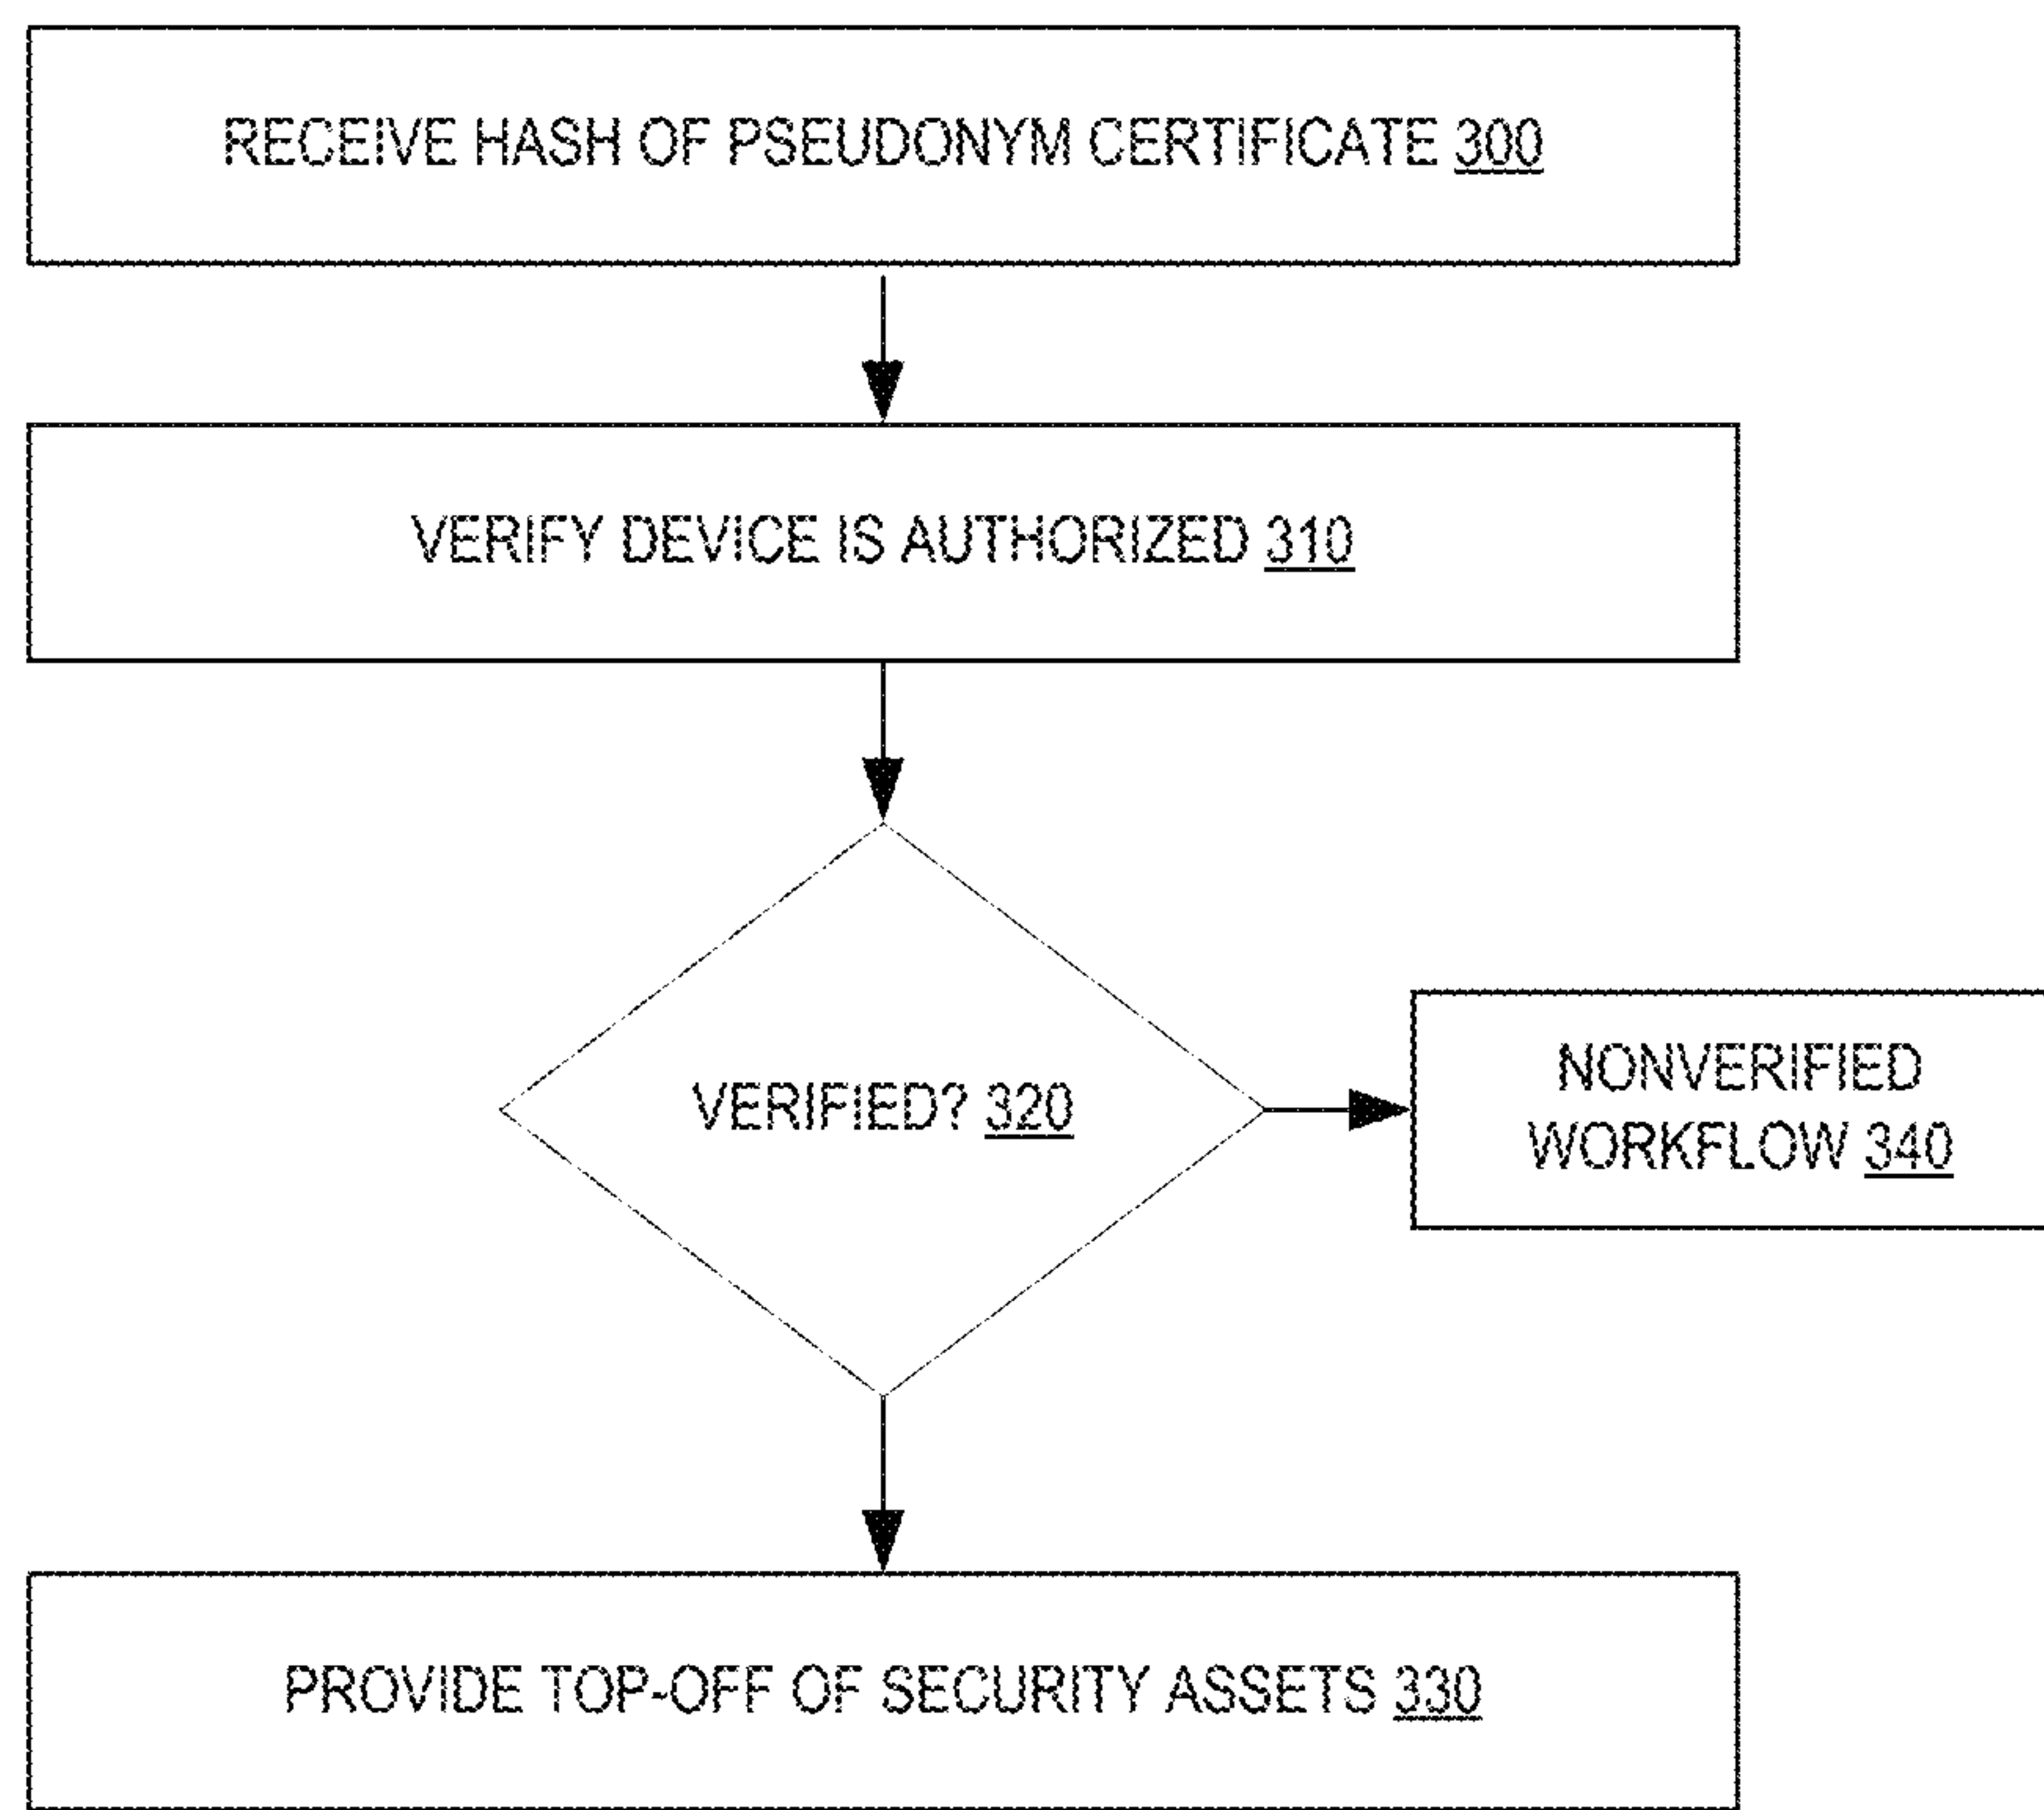 RECEIVE HASH OF PSEUDONYM CERTIFICATE 300
VERIFY DEVICE IS AUTHORIZED 310
VERIFIED? 320
NONVERIFIED
WORKFLOW 340
PROVIDE TOP-OFF OF SECURITY ASSETS 330